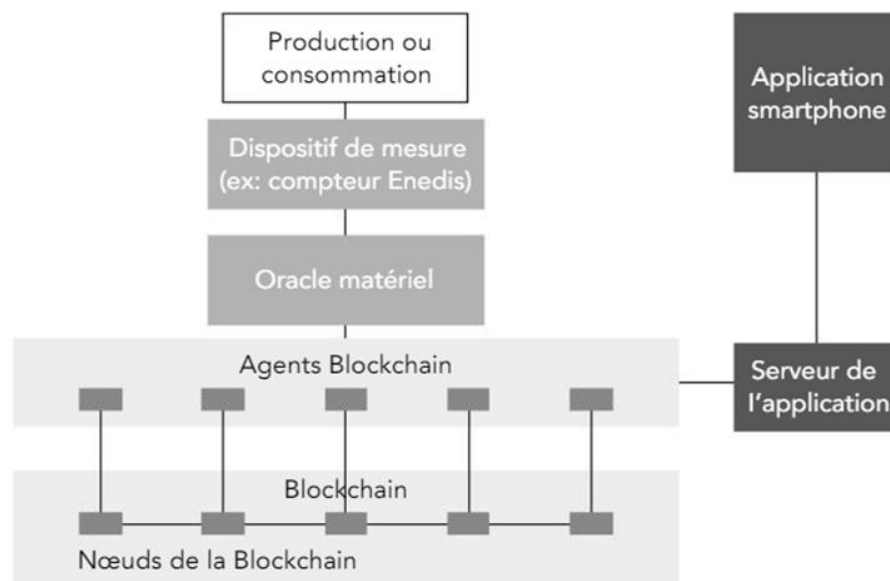 Production ou
consommation
Dispositif de mesure
(ex: compteur Enedis)
Oracle matériel
Agents Blockchain
Blockchain
Nœuds de la Blockchain
Application
smartphone
Serveur de
l’application